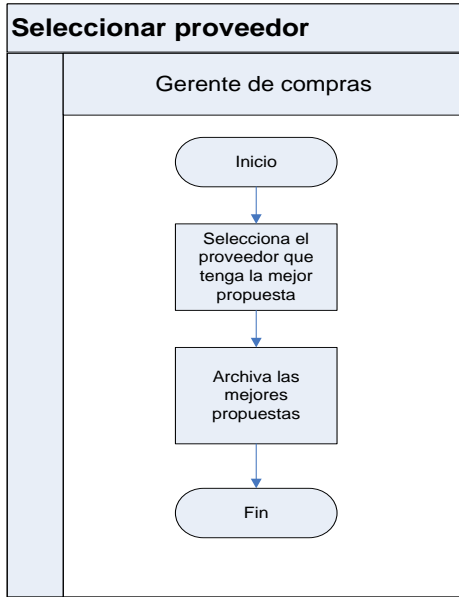 Seleccionar proveedor
Gerente de compras
Inicio
Selecciona el
proveedor que
tenga la mejor
propuesta
Archiva las
mejores
propuestas
Fin